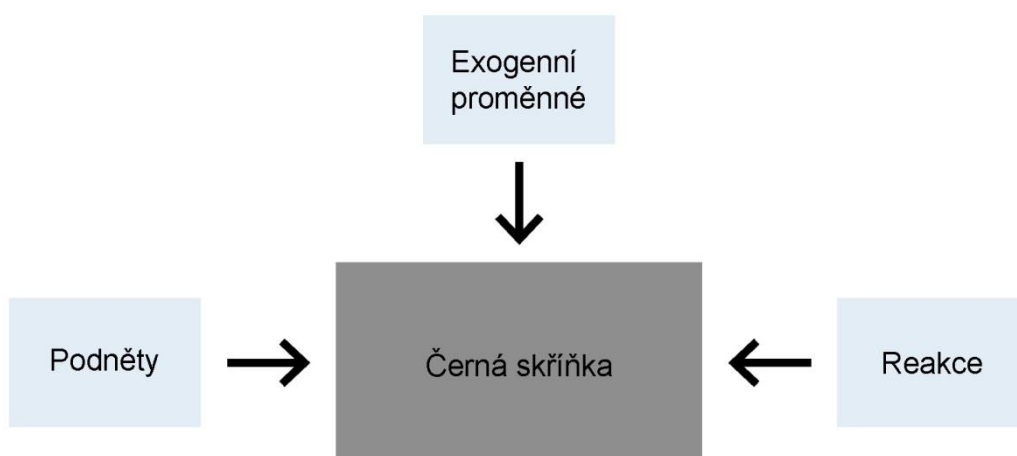 Exogenní
proměnné
Podněty
Černá skříňka
Reakce